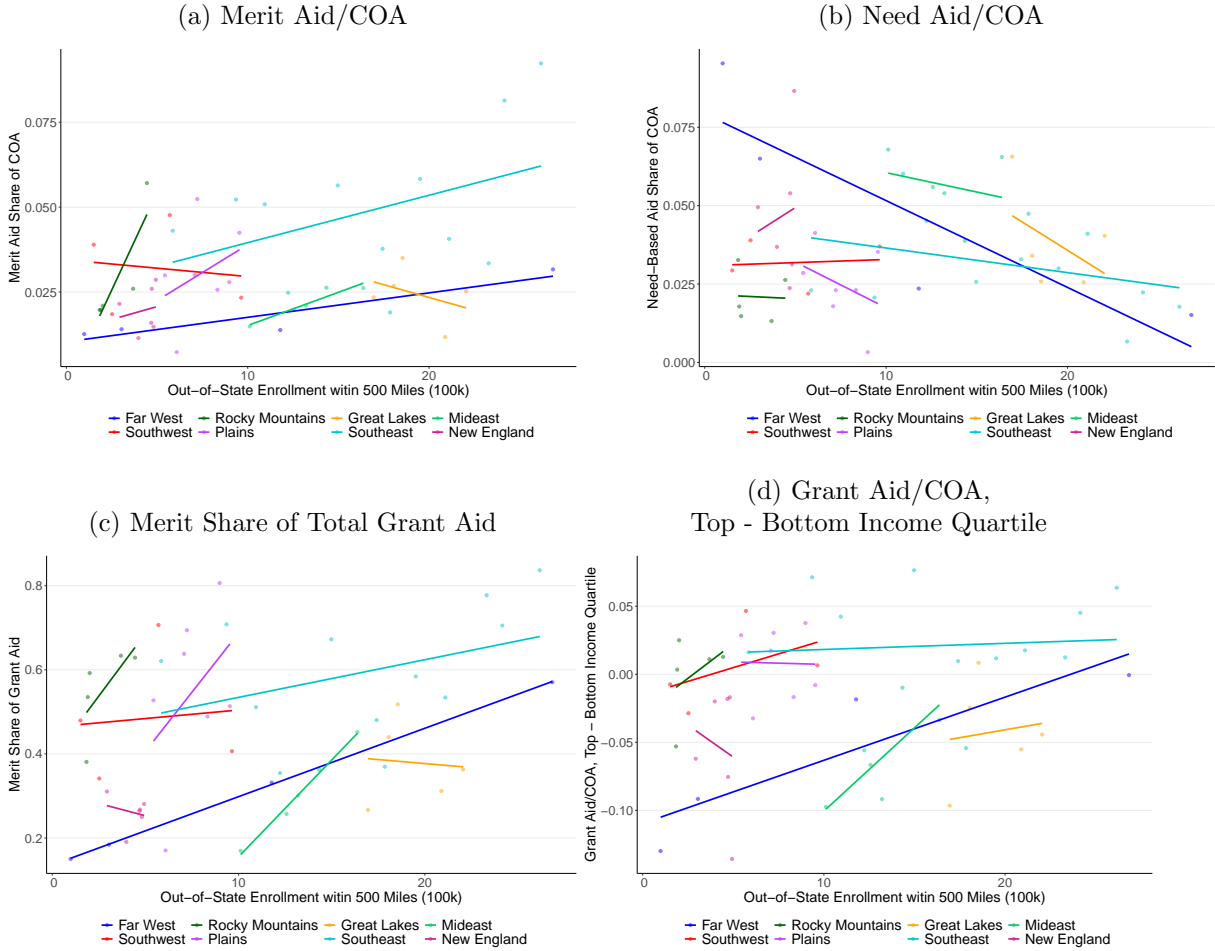 (a) Merit Aid/COA
Merit Aid Share of COA
0.075
0.050
0.025
0 10 20
Out−of−State Enrollment witin 500 Miles (100k)
Far West Rocky Mountains Great Lakes Mideast
Southwest Plains Southeast New England
(b) Need Aid/COA
Need−Based Aid Share of COA
0.075
0.050
0.025
0.000
0 10 20
Out−of−State Enrollment witin 500 Miles (100k)
Far West Rocky Mountains Great Lakes Mideast
Southwest Plains Southeast New England
(c) Merit Share of Total Grant Aid
Merit Share of Grant Aid
0.8
0.6
0.4
0.2
0 10 20
Out−of−State Enrollment witin 500 Miles (100k)
Far West Rocky Mountains Great Lakes Mideast
Southwest Plains Southeast New England
(d) Grant Aid/COA,
Top - Bottom Income Quartile
Grant Aid/COA, Top − Bottom Income Quartile
0.05
0.00
−0.05
−0.10
0 10 20
Out−of−State Enrollment witin 500 Miles (100k)
Far West Rocky Mountains Great Lakes Mideast
Southwest Plains Southeast New England